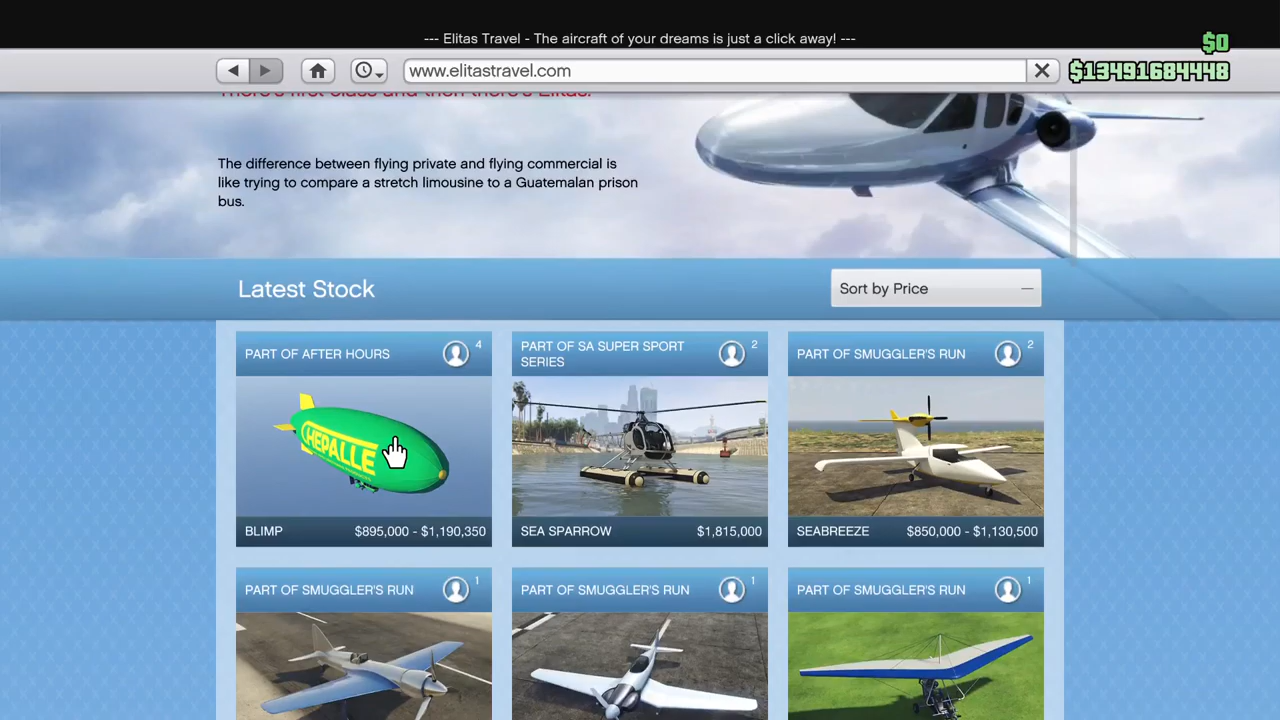 --- Elitas Travel - The aircraft of your dreams is just a click away! ---
$0
www.elitastravel.com
$13491684448
There's first class and then there's Elitas.
The difference between flying private and flying commercial is
like trying to compare a stretch limousine to a Guatemalan prison
bus.
Latest Stock
Sort by Price
PART OF AFTER HOURS
4
PART OF SA SUPER SPORT
SERIES
2
PART OF SMUGGLER'S RUN
2
HEPALLE
BLIMP
$895,000 - $1,190,350
SEA SPARROW
$1,815,000
SEABREEZE
$850,000 - $1,130,500
PART OF SMUGGLER'S RUN
1
PART OF SMUGGLER'S RUN
1
PART OF SMUGGLER'S RUN
1